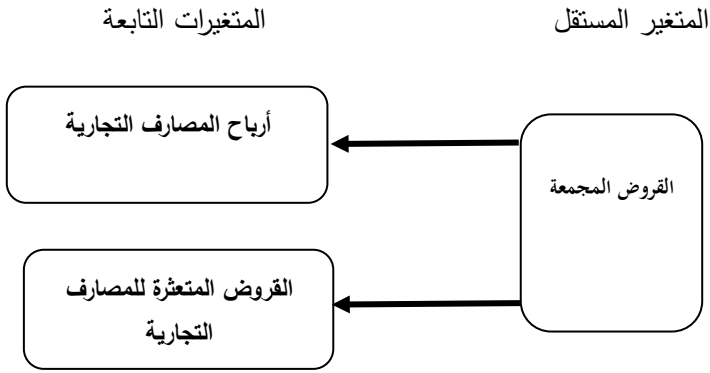 المتغير المستقل
المتغيرات التابعة
القروض المجمعة
أرباح المصارف التجارية
القروض المتعثرة للمصارف
التجارية